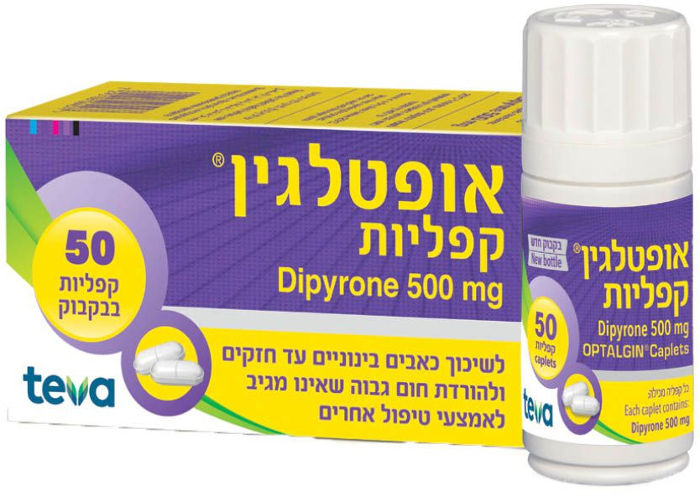 אופטלגין®
קפליות
Dipyrone 500 mg
50
קפליות
בבקבוק
לשיכוך כאבים בינוניים עד חזקים
ולהורדת חום גבוה שאינו מגיב
לאמצעי טיפול אחרים
teva
בקבוק חדש
New bottle
אופטלגין®
קפליות
Dipyrone 500 mg
OPTALGIN® Caplets
50
קפליות
caplets
כל קפליה מכילה:
Each caplet contains:
Dipyrone 500 mg
teva